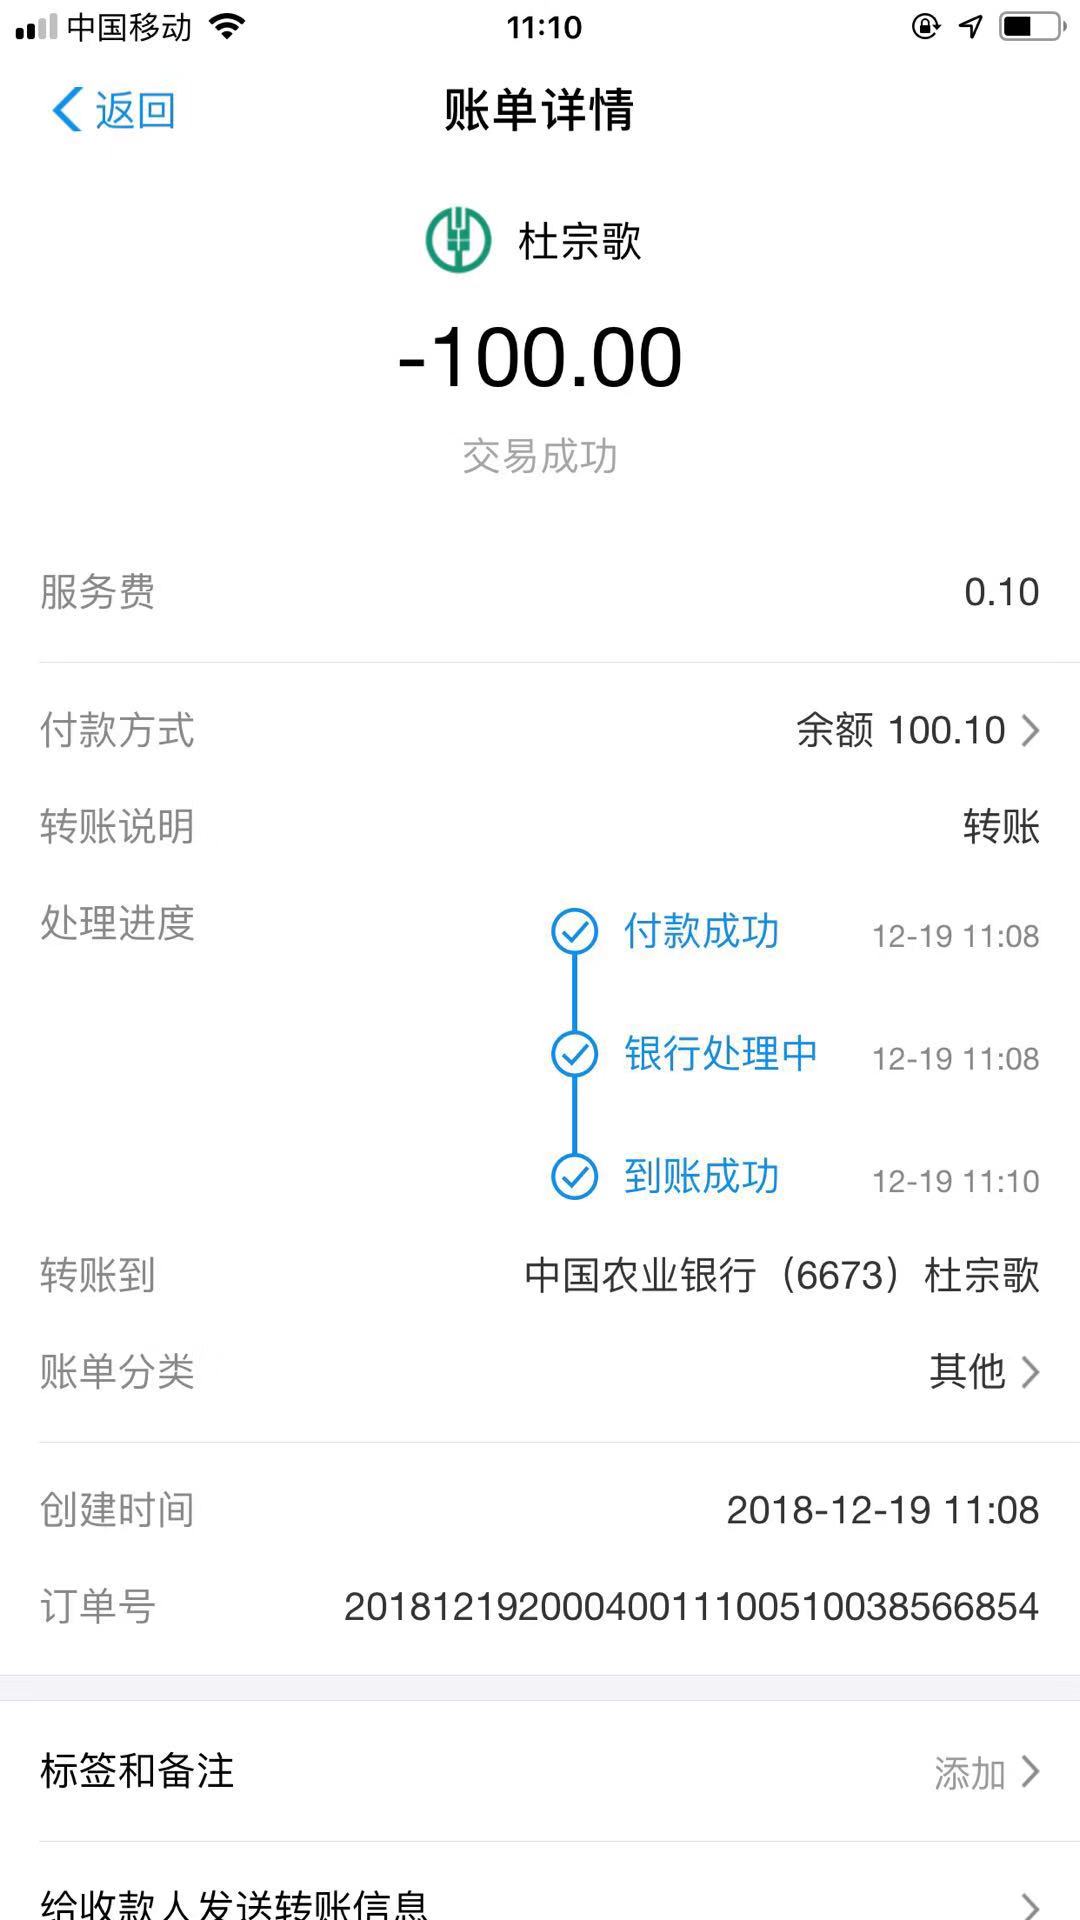 中国移动 11:10
返回 账单详情
杜宗歌
-100.00
交易成功
服务费 0.10
付款方式 余额 100.10
转账说明 转账
处理进度 付款成功 12-19 11:08
银行处理中 12-19 11:08
到账成功 12-19 11:10
转账到 中国农业银行（6673）杜宗歌
账单分类 其他
创建时间 2018-12-19 11:08
订单号 20181219200040011100510038566854
标签和备注 添加
给收款人发送转账信息